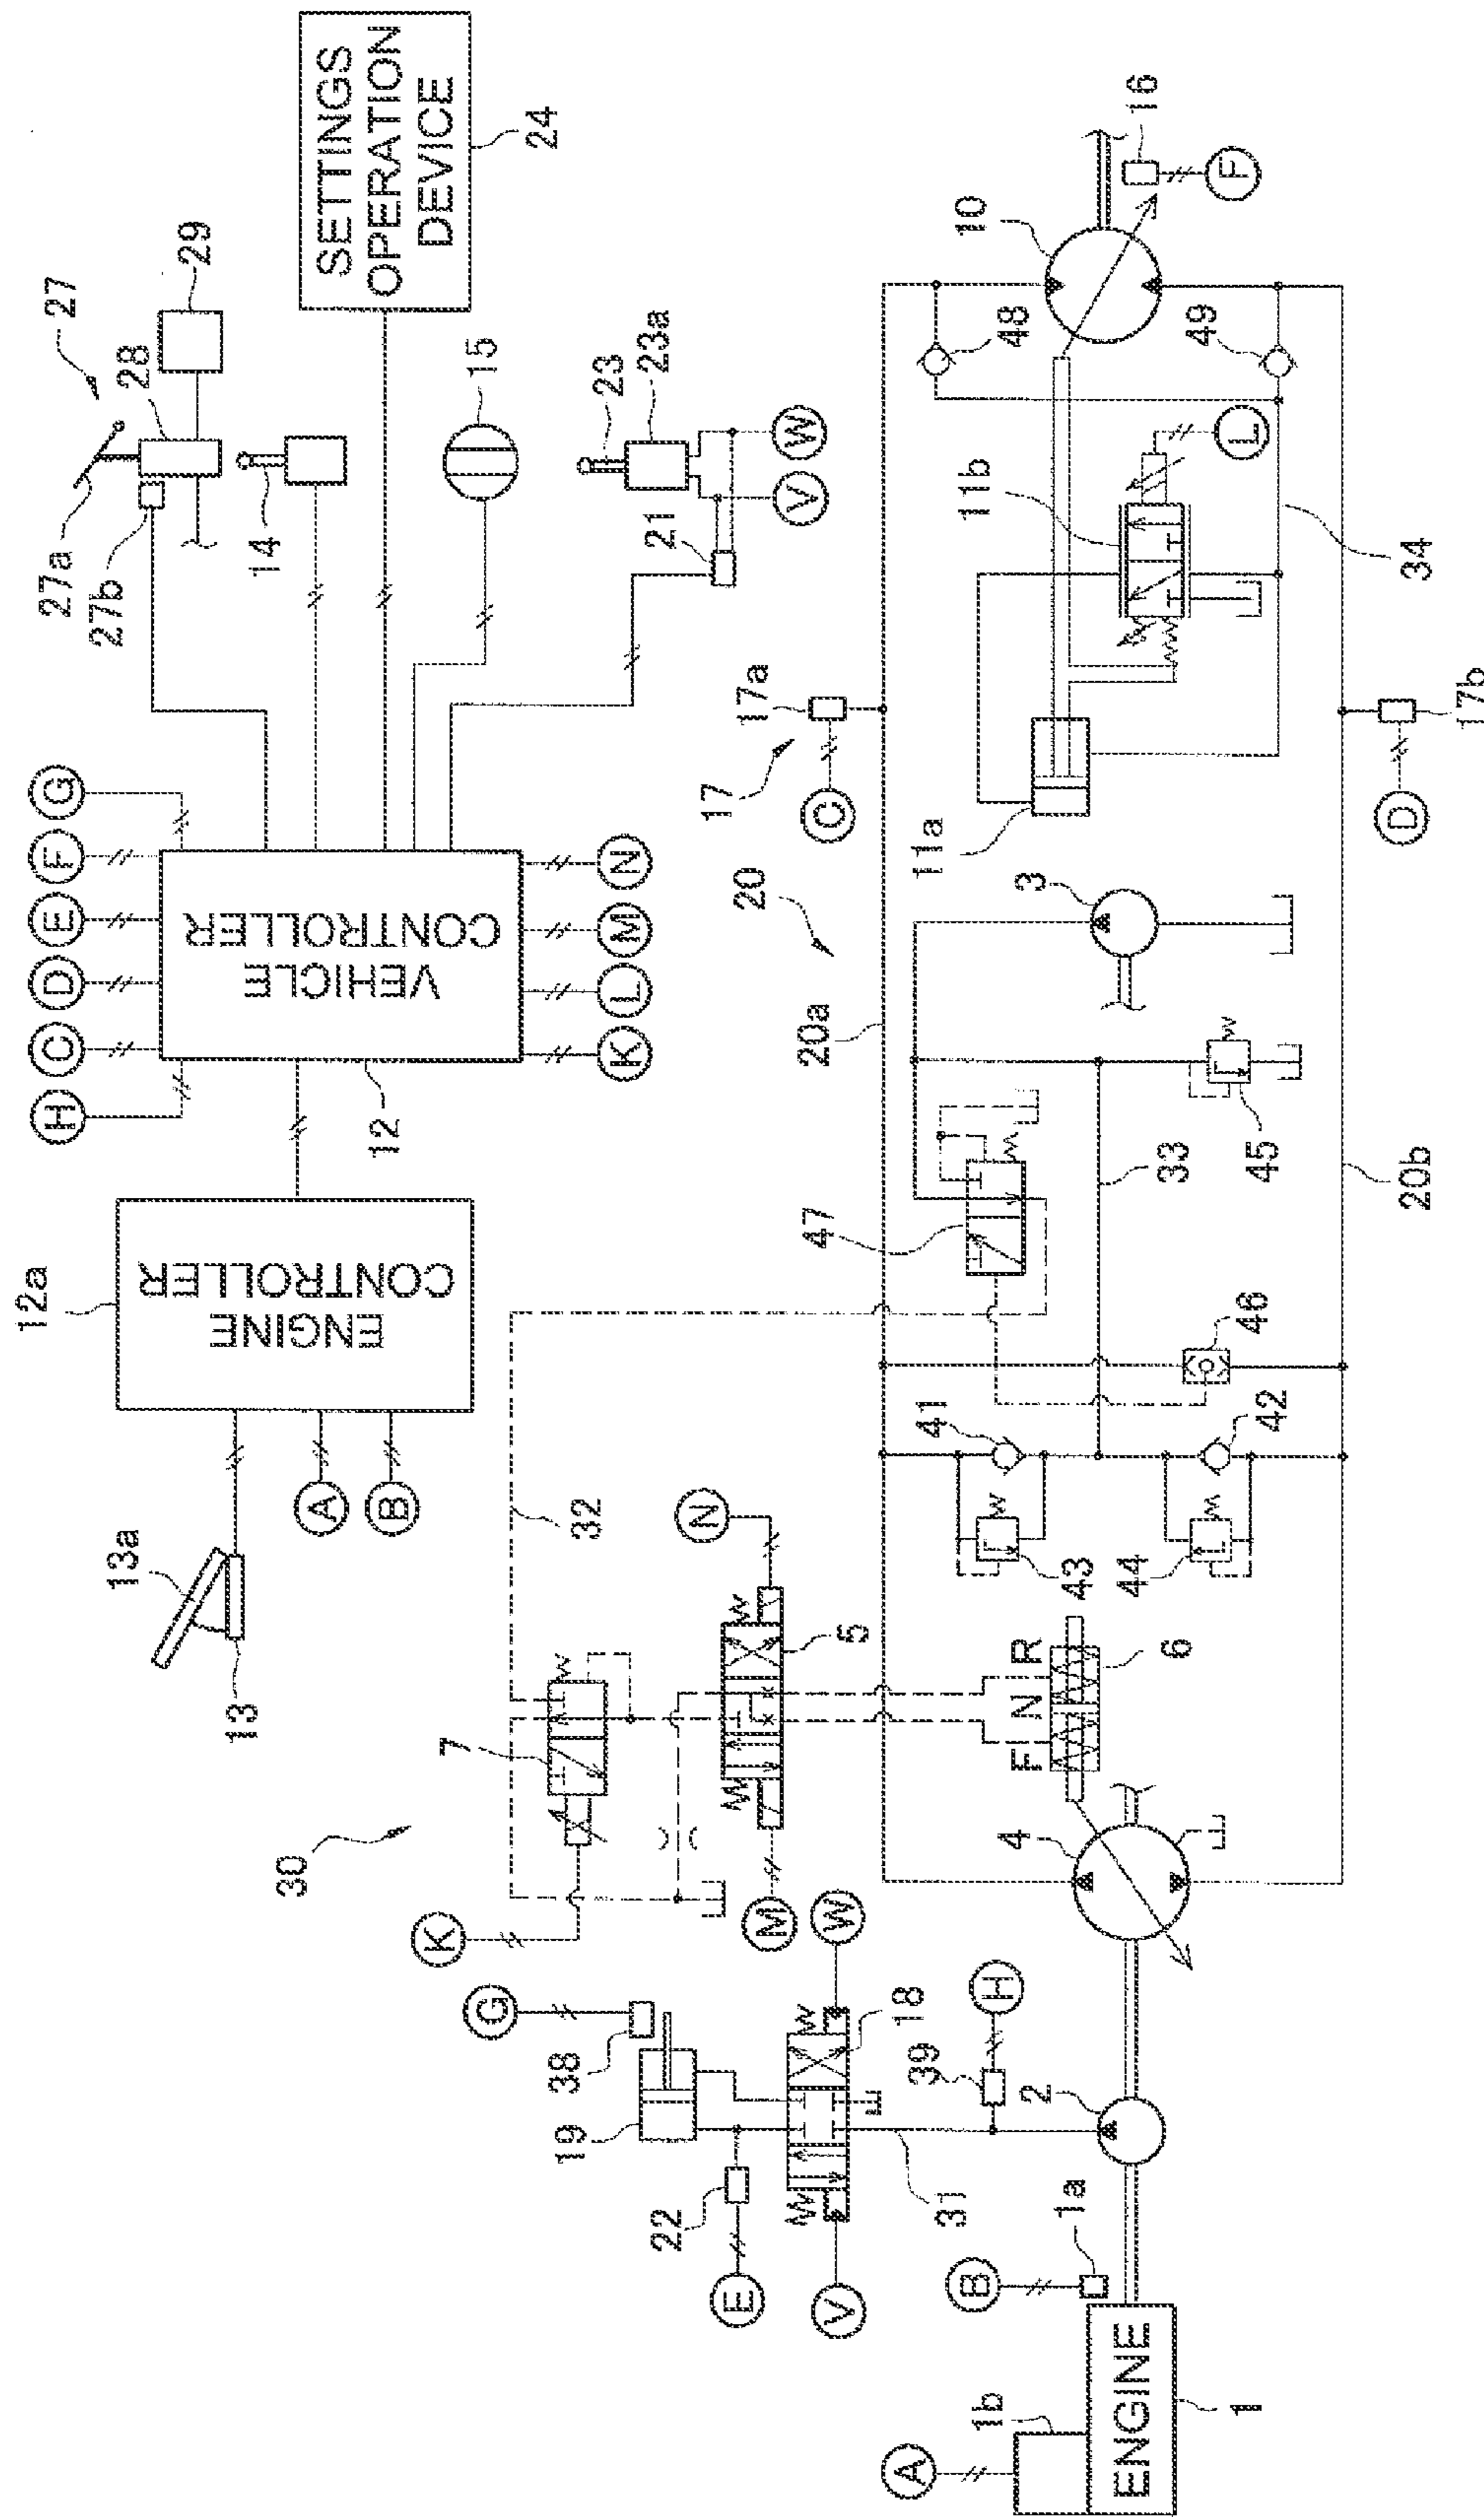 12a
ENGINE
CONTROLLER
13a
13
A
B
H
C
D
E
F
G
VEHICLE
CONTROLLER
12
K
L
M
N
27
27a
27b
28
29
14
SETTINGS
OPERATION
DEVICE
24
15
23
23a
21
V
W
30
K
7
32
N
5
M
G
38
19
22
E
V
W
18
31
39
H
2
B
1a
A
1b
ENGINE
1
4
F N R
6
41
42
43
44
46
47
33
45
20
20a
20b
3
17
17a
C
17b
D
11a
11b
L
34
48
49
10
16
F